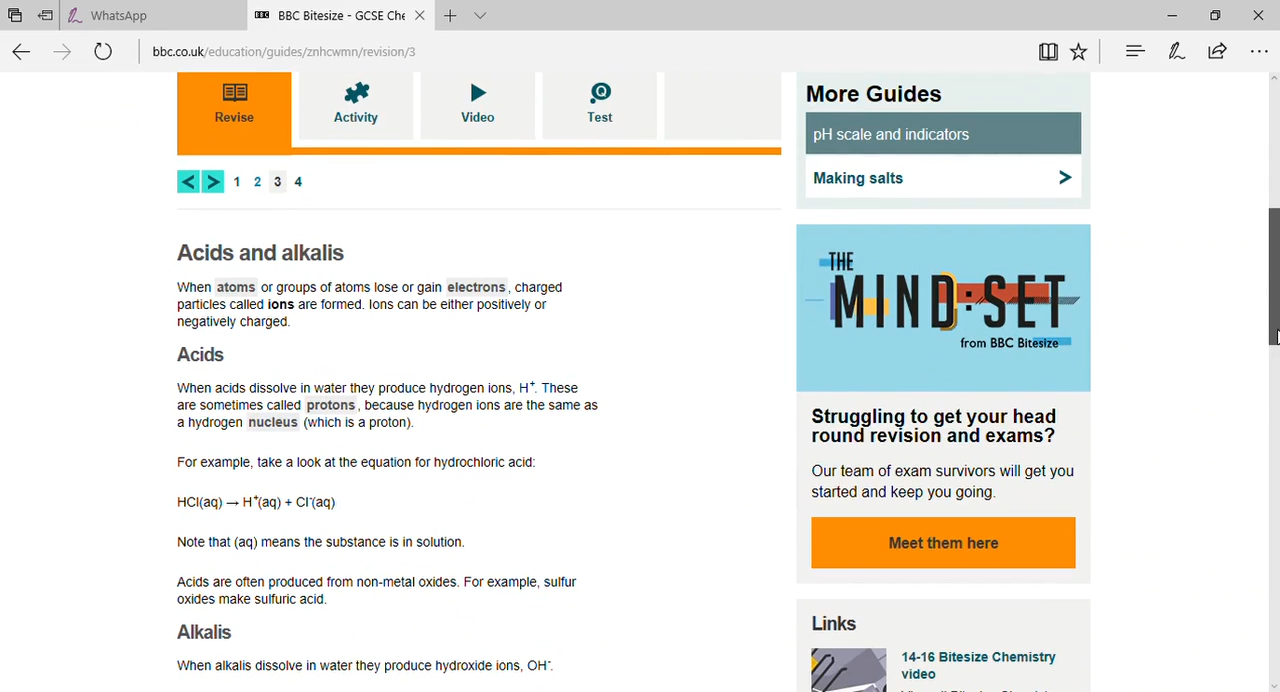 WhatsApp
BBC BBC Bitesize - GCSE Che
bbc.co.uk/education/guides/znhcwmn/revision/3
Revise
Activity
Video
Test
< > 1 2 3 4
Acids and alkalis
When atoms or groups of atoms lose or gain electrons, charged
particles called ions are formed. Ions can be either positively or
negatively charged.
Acids
When acids dissolve in water they produce hydrogen ions, H⁺. These
are sometimes called protons, because hydrogen ions are the same as
a hydrogen nucleus (which is a proton).
For example, take a look at the equation for hydrochloric acid:
HCl(aq) → H⁺(aq) + Cl⁻(aq)
Note that (aq) means the substance is in solution.
Acids are often produced from non-metal oxides. For example, sulfur
oxides make sulfuric acid.
Alkalis
When alkalis dissolve in water they produce hydroxide ions, OH⁻.
More Guides
pH scale and indicators
Making salts >
THE
MIND:SET
from BBC Bitesize
Struggling to get your head
round revision and exams?
Our team of exam survivors will get you
started and keep you going.
Meet them here
Links
14-16 Bitesize Chemistry
video